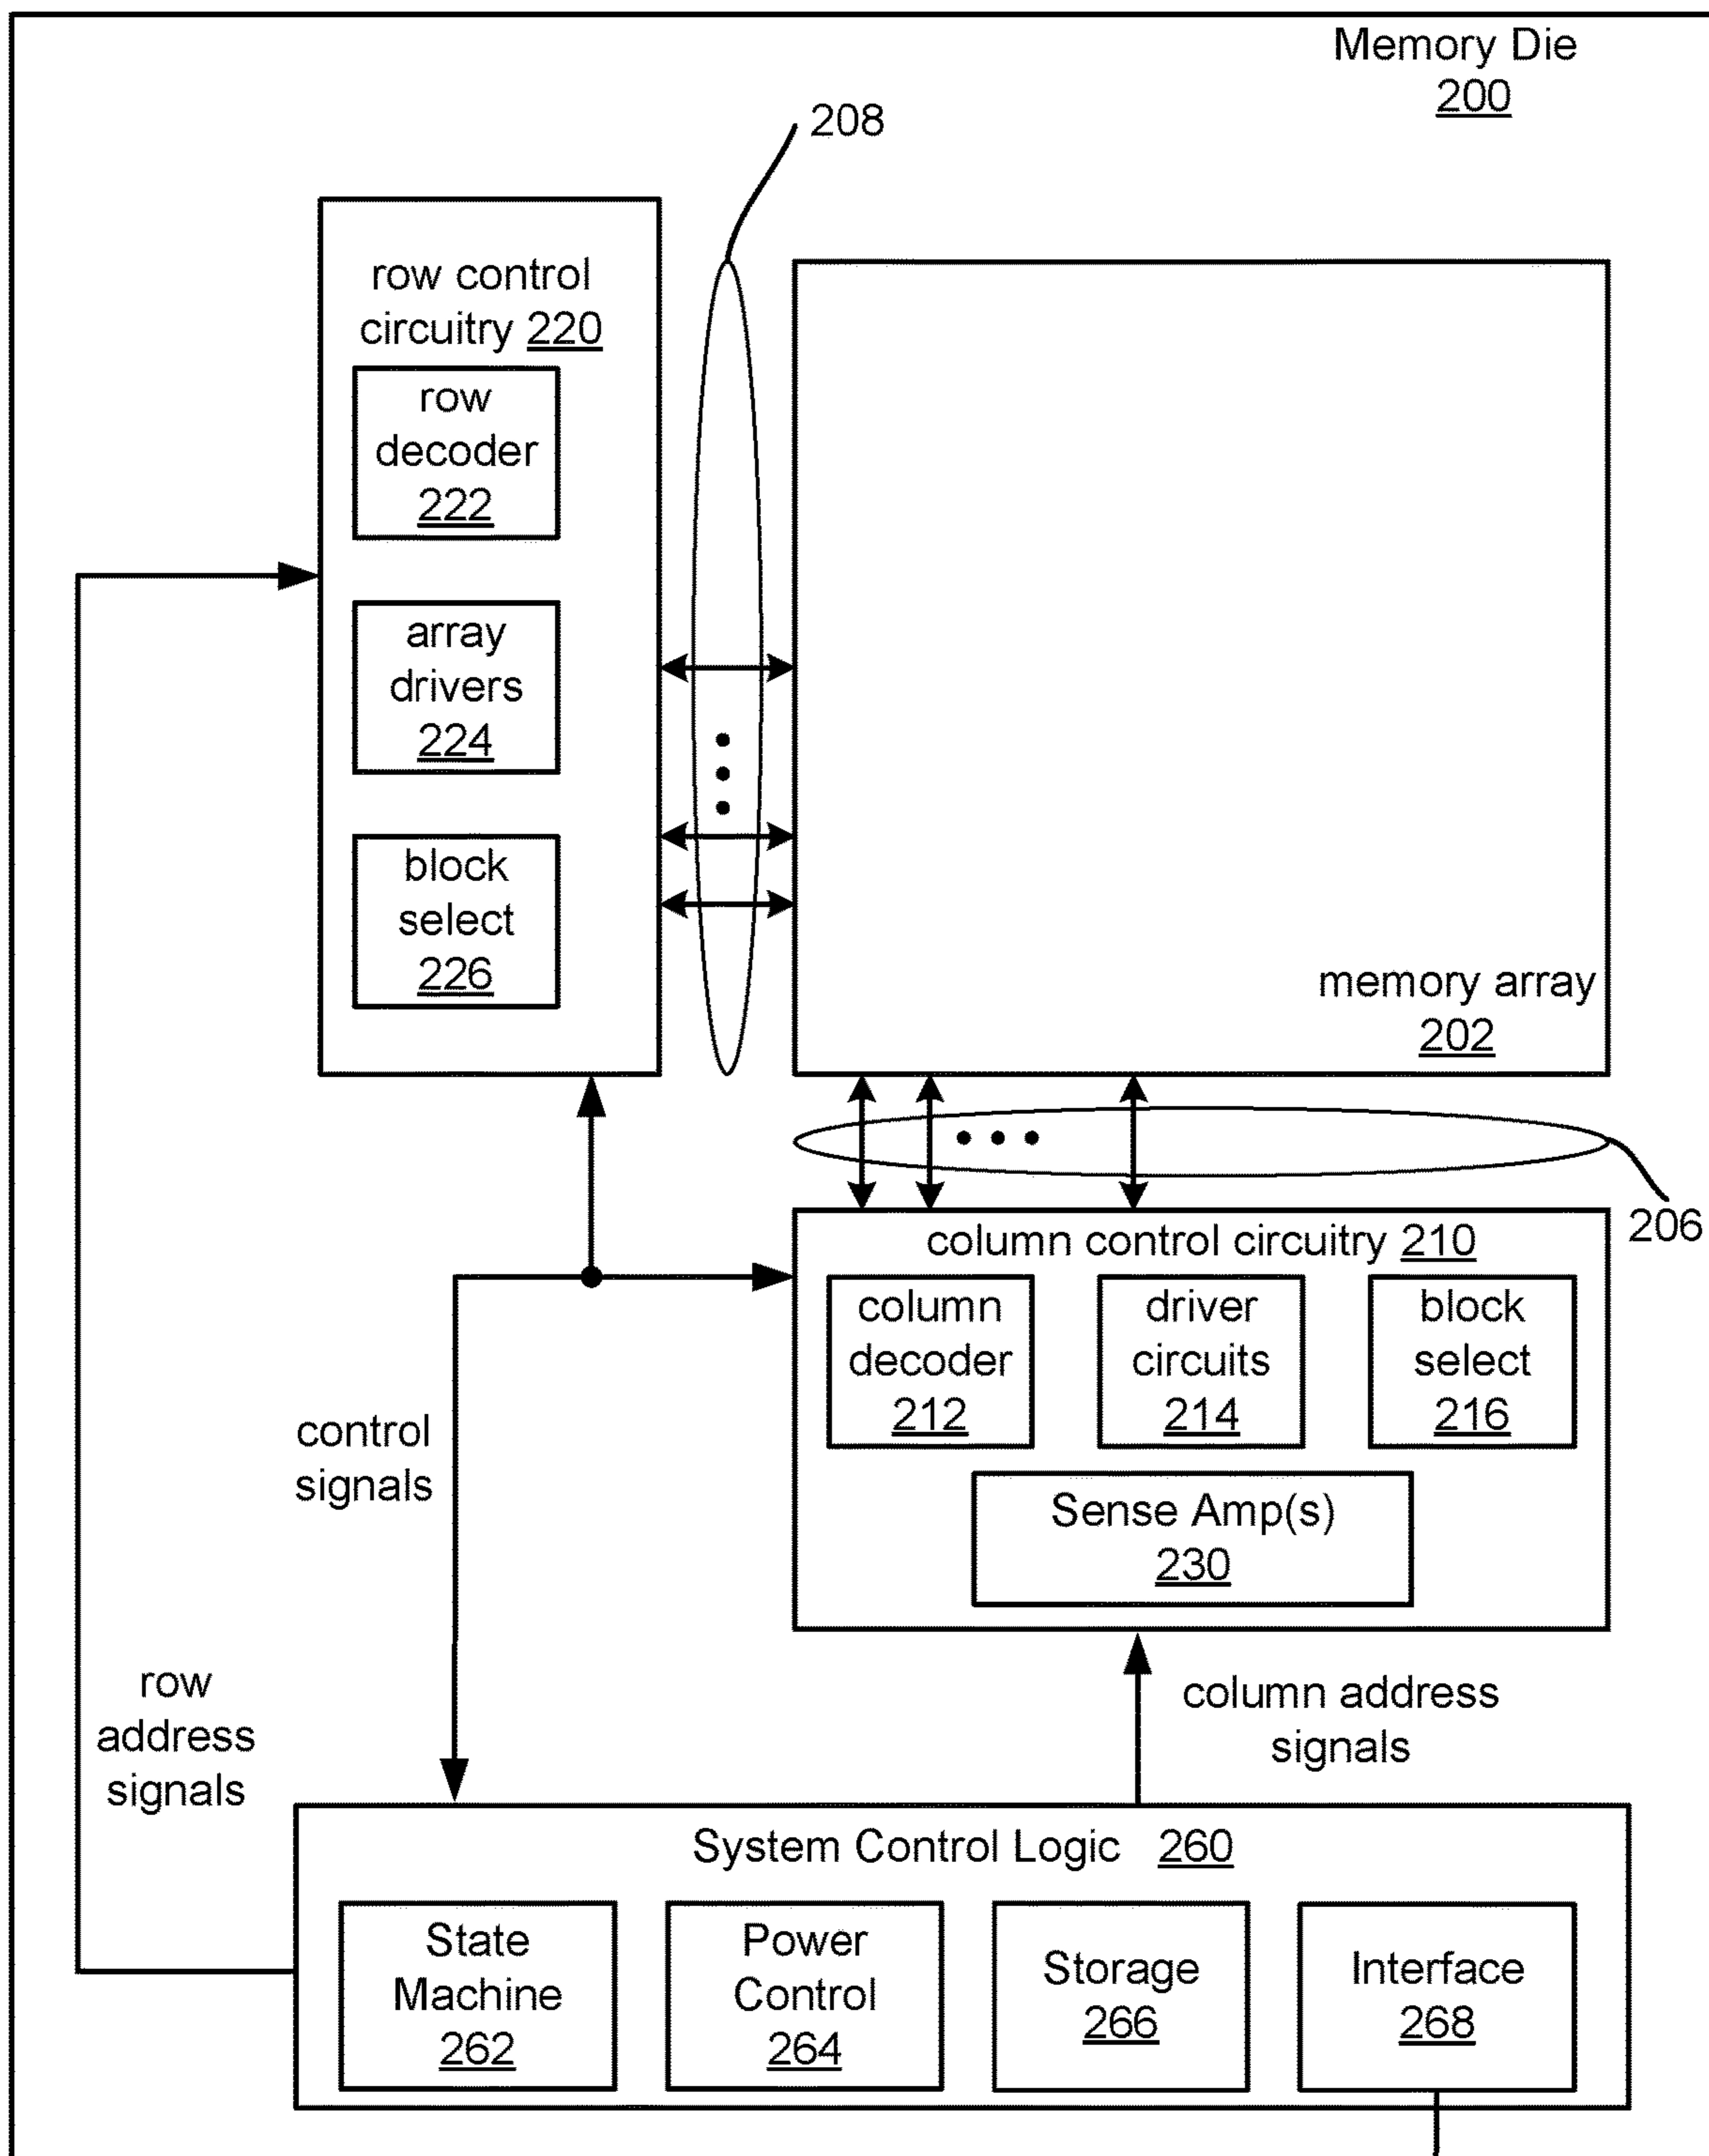 Memory Die
200
208
row control
circuitry 220
row
decoder
222
array
drivers
224
block
select
226
memory array
202
206
column control circuitry 210
column
decoder
212
driver
circuits
214
block
select
216
Sense Amp(s)
230
control
signals
row
address
signals
column address
signals
System Control Logic 260
State
Machine
262
Power
Control
264
Storage
266
Interface
268